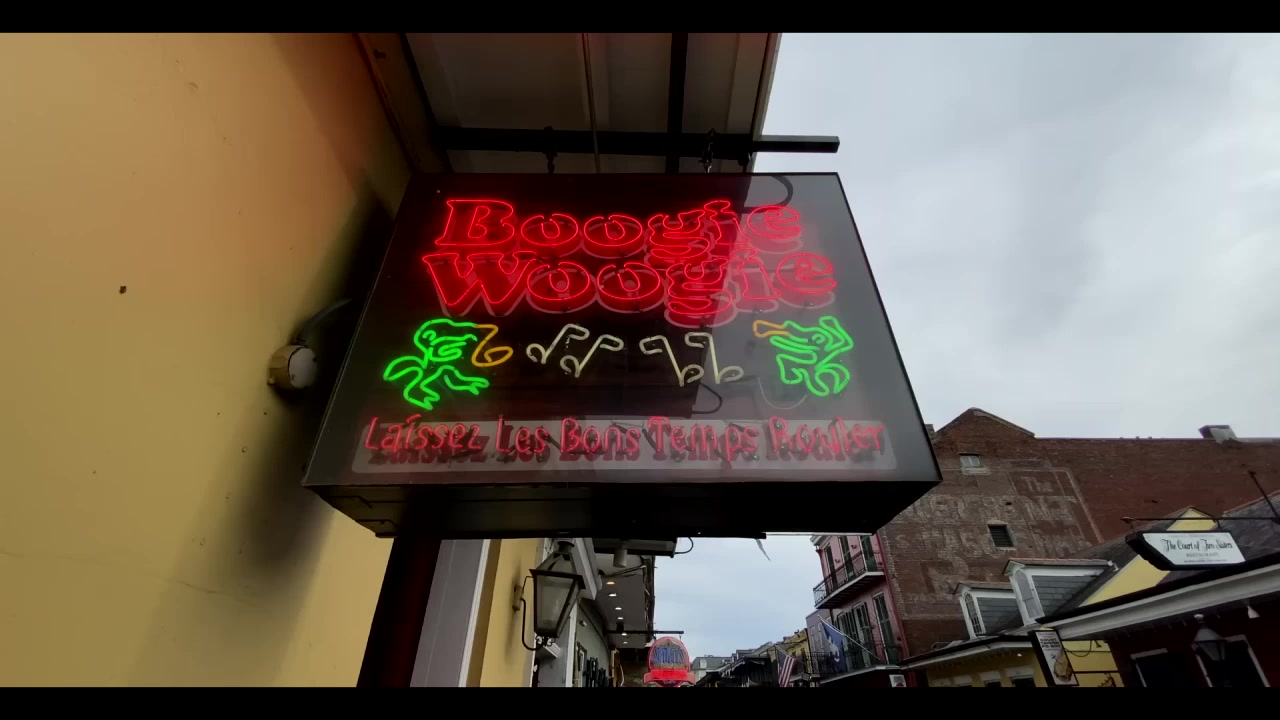 Boogie
Woogie
Laissez Les Bons Temps Rouler
The Court of Two Sisters